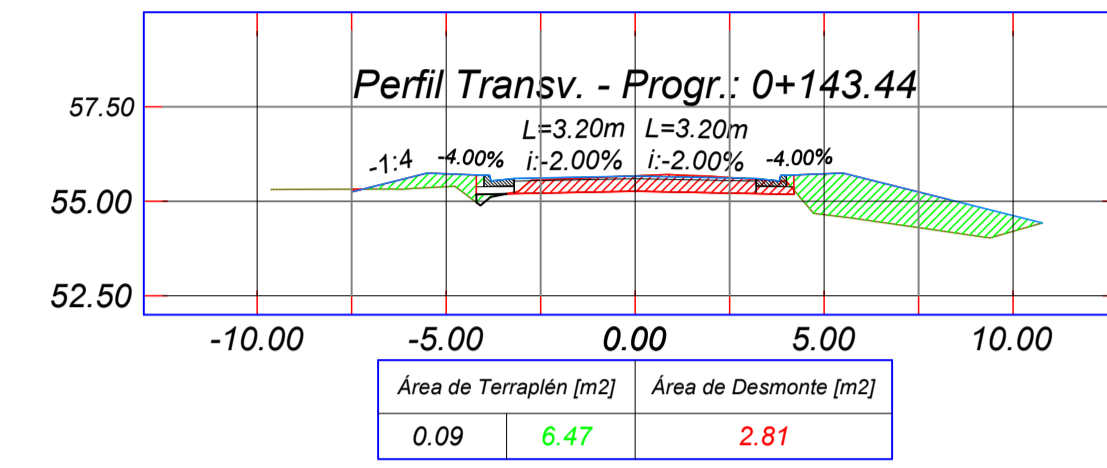 Perfil Transv. - Progr.: 0+143.44
57.50
L=3.20m L=3.20m
-1:4 -4.00% i:-2.00% i:-2.00% -4.00%
55.00
52.50
-10.00 -5.00 0.00 5.00 10.00
Área de Terraplén [m2] Área de Desmonte [m2]
0.09 6.47 2.81